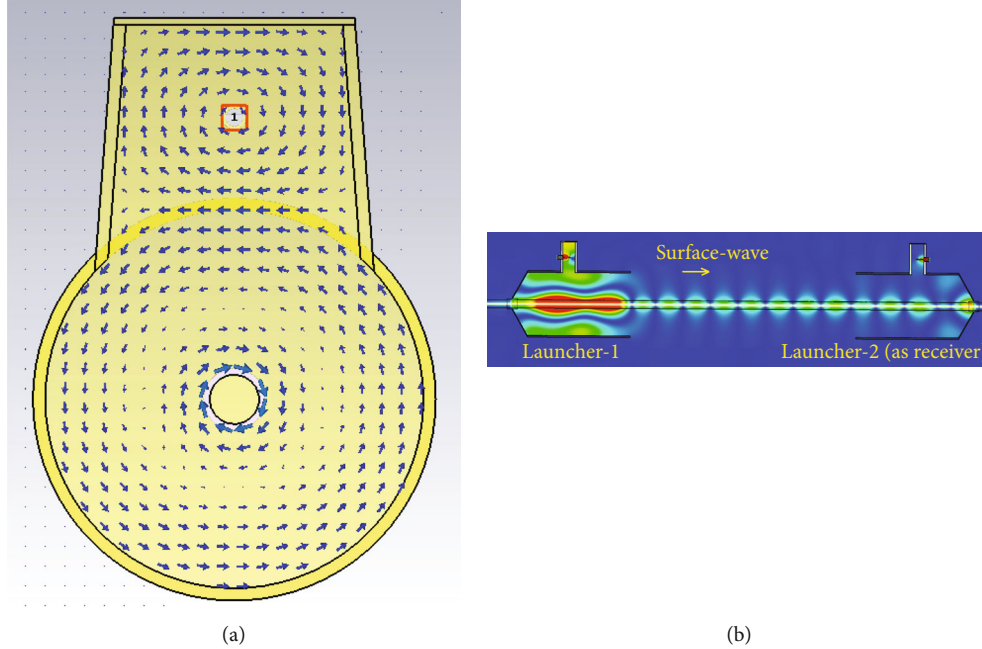 1
Surface-wave
Launcher-1
Launcher-2 (as receiver
(a)
(b)